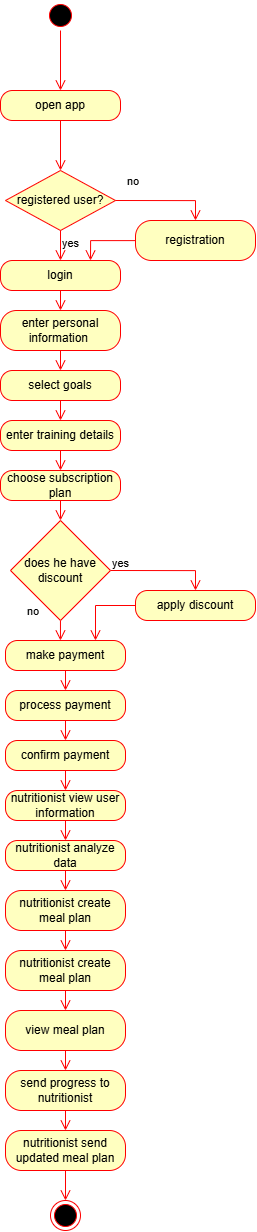 open app
no
registered user?
registration
yes
login
enter personal
information
select goals
enter training details
choose subscription
plan
yes
does he have
discount
apply discount
no
make payment
process payment
confirm payment
nutritionist view user
information
nutritionist analyze
data
nutritionist create
meal plan
nutritionist create
meal plan
view meal plan
send progress to
nutritionist
nutritionist send
updated meal plan